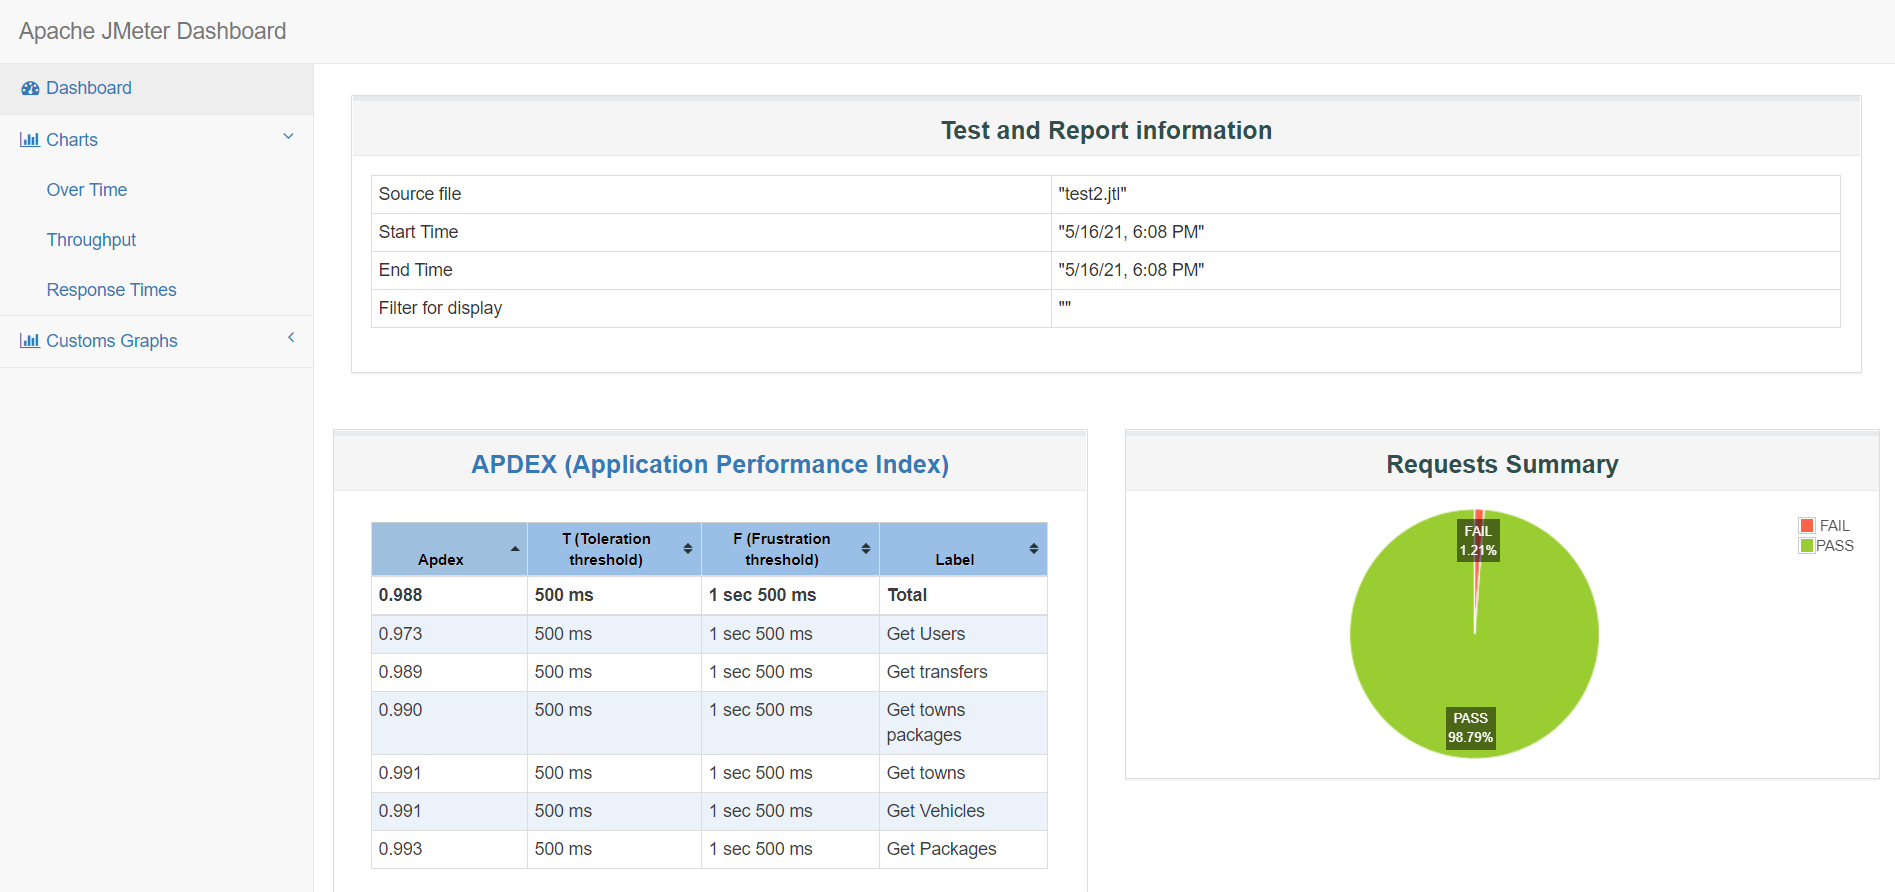 Apache JMeter Dashboard
Dashboard
Charts
Over Time
Throughput
Response Times
Customs Graphs
Test and Report information
Source file "test2.jtl"
Start Time "5/16/21, 6:08 PM"
End Time "5/16/21, 6:08 PM"
Filter for display ""
APDEX (Application Performance Index)
Apdex T (Toleration threshold) F (Frustration threshold) Label
0.988 500 ms 1 sec 500 ms Total
0.973 500 ms 1 sec 500 ms Get Users
0.989 500 ms 1 sec 500 ms Get transfers
0.990 500 ms 1 sec 500 ms Get towns packages
0.991 500 ms 1 sec 500 ms Get towns
0.991 500 ms 1 sec 500 ms Get Vehicles
0.993 500 ms 1 sec 500 ms Get Packages
Requests Summary
FAIL
1.21%
PASS
98.79%
FAIL
PASS